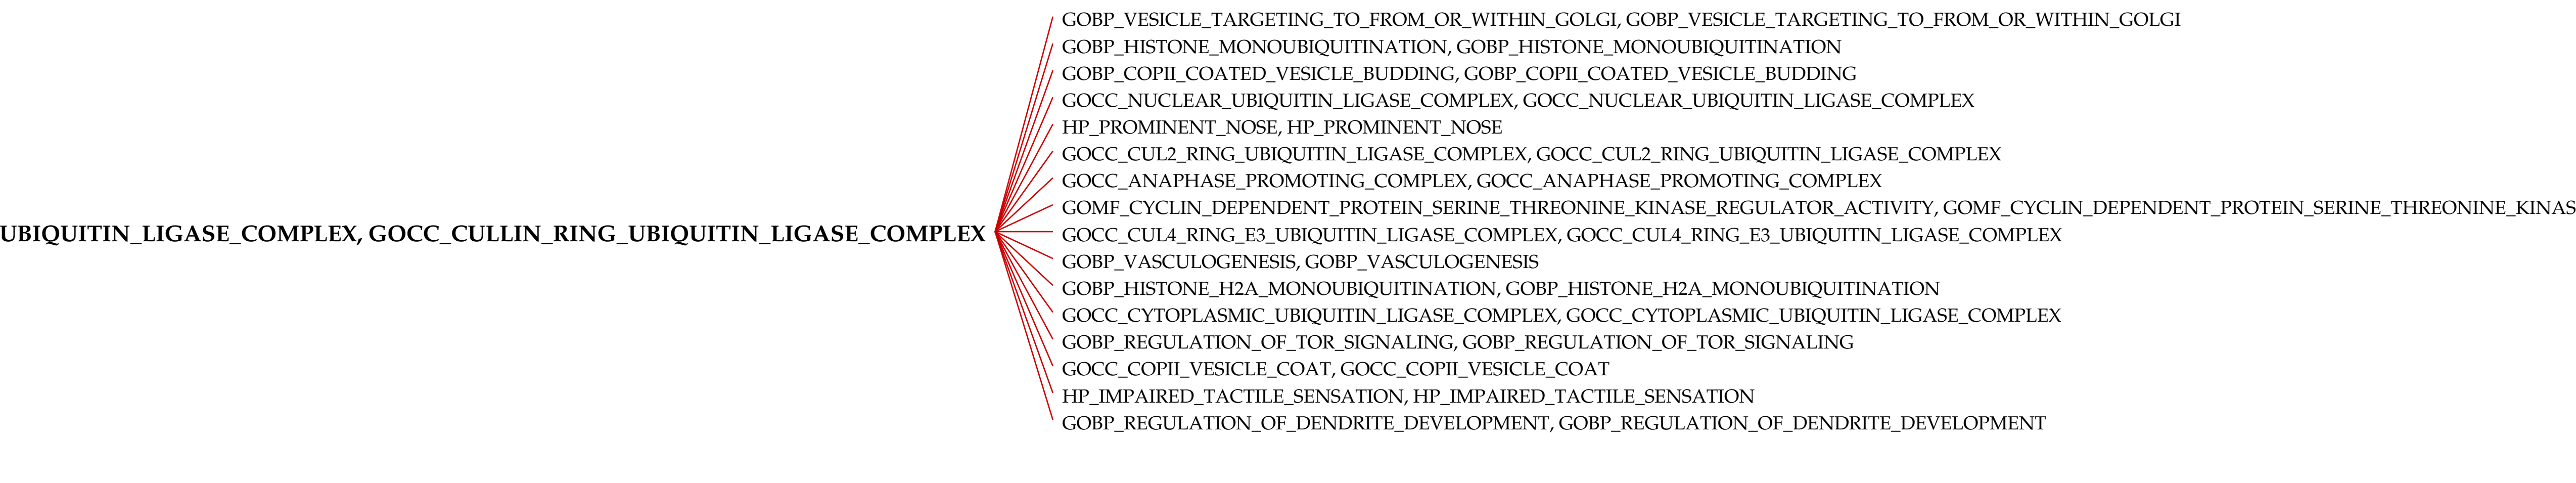 GOBP_VESICLE_TARGETING_TO_FROM_OR_WITHIN_GOLGI, GOBP_VESICLE_TARGETING_TO_FROM_OR_WITHIN_GOLGI
GOBP_HISTONE_MONOUBIQUITINATION, GOBP_HISTONE_MONOUBIQUITINATION
GOBP_COPII_COATED_VESICLE_BUDDING, GOBP_COPII_COATED_VESICLE_BUDDING
GOCC_NUCLEAR_UBIQUITIN_LIGASE_COMPLEX, GOCC_NUCLEAR_UBIQUITIN_LIGASE_COMPLEX
HP_PROMINENT_NOSE, HP_PROMINENT_NOSE
GOCC_CUL2_RING_UBIQUITIN_LIGASE_COMPLEX, GOCC_CUL2_RING_UBIQUITIN_LIGASE_COMPLEX
GOCC_ANAPHASE_PROMOTING_COMPLEX, GOCC_ANAPHASE_PROMOTING_COMPLEX
GOMF_CYCLIN_DEPENDENT_PROTEIN_SERINE_THREONINE_KINASE_REGULATOR_ACTIVITY, GOMF_CYCLIN_DEPENDENT_PROTEIN_SERINE_THREONINE_KINAS
UBIQUITIN_LIGASE_COMPLEX, GOCC_CULLIN_RING_UBIQUITIN_LIGASE_COMPLEX
GOCC_CUL4_RING_E3_UBIQUITIN_LIGASE_COMPLEX, GOCC_CUL4_RING_E3_UBIQUITIN_LIGASE_COMPLEX
GOBP_VASCULOGENESIS, GOBP_VASCULOGENESIS
GOBP_HISTONE_H2A_MONOUBIQUITINATION, GOBP_HISTONE_H2A_MONOUBIQUITINATION
GOCC_CYTOPLASMIC_UBIQUITIN_LIGASE_COMPLEX, GOCC_CYTOPLASMIC_UBIQUITIN_LIGASE_COMPLEX
GOBP_REGULATION_OF_TOR_SIGNALING, GOBP_REGULATION_OF_TOR_SIGNALING
GOCC_COPII_VESICLE_COAT, GOCC_COPII_VESICLE_COAT
HP_IMPAIRED_TACTILE_SENSATION, HP_IMPAIRED_TACTILE_SENSATION
GOBP_REGULATION_OF_DENDRITE_DEVELOPMENT, GOBP_REGULATION_OF_DENDRITE_DEVELOPMENT